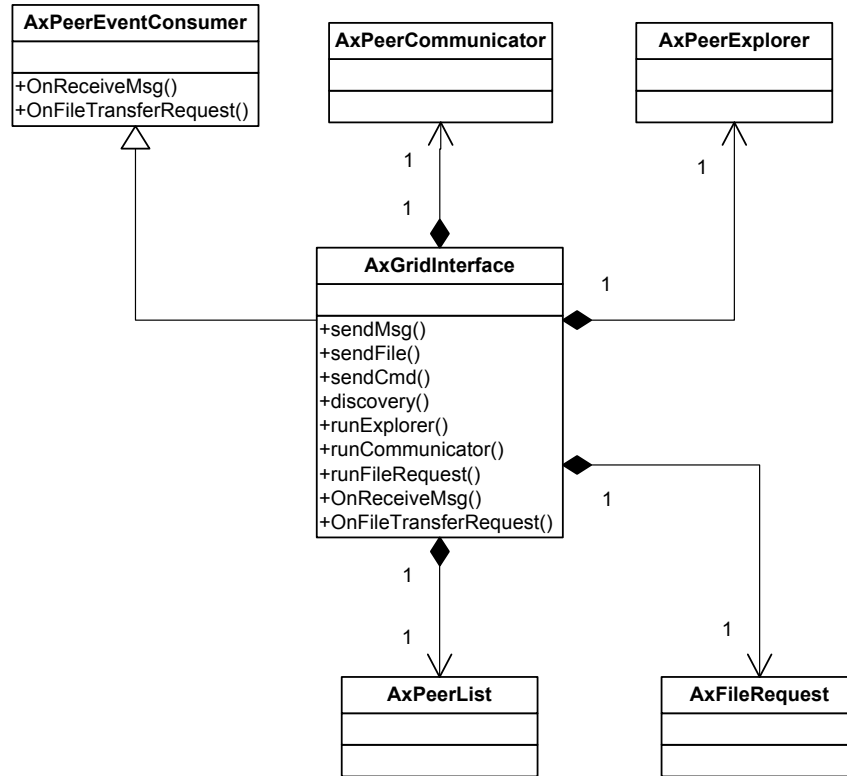 AxPeerEventConsumer
+OnReceiveMsg()
+OnFileTransferRequest()
AxPeerCommunicator
AxPeerExplorer
1
1
1
AxGridInterface
1
+sendMsg()
+sendFile()
+sendCmd()
+discovery()
+runExplorer()
+runCommunicator()
+runFileRequest()
+OnReceiveMsg()
+OnFileTransferRequest()
1
1
1
1
AxPeerList
AxFileRequest